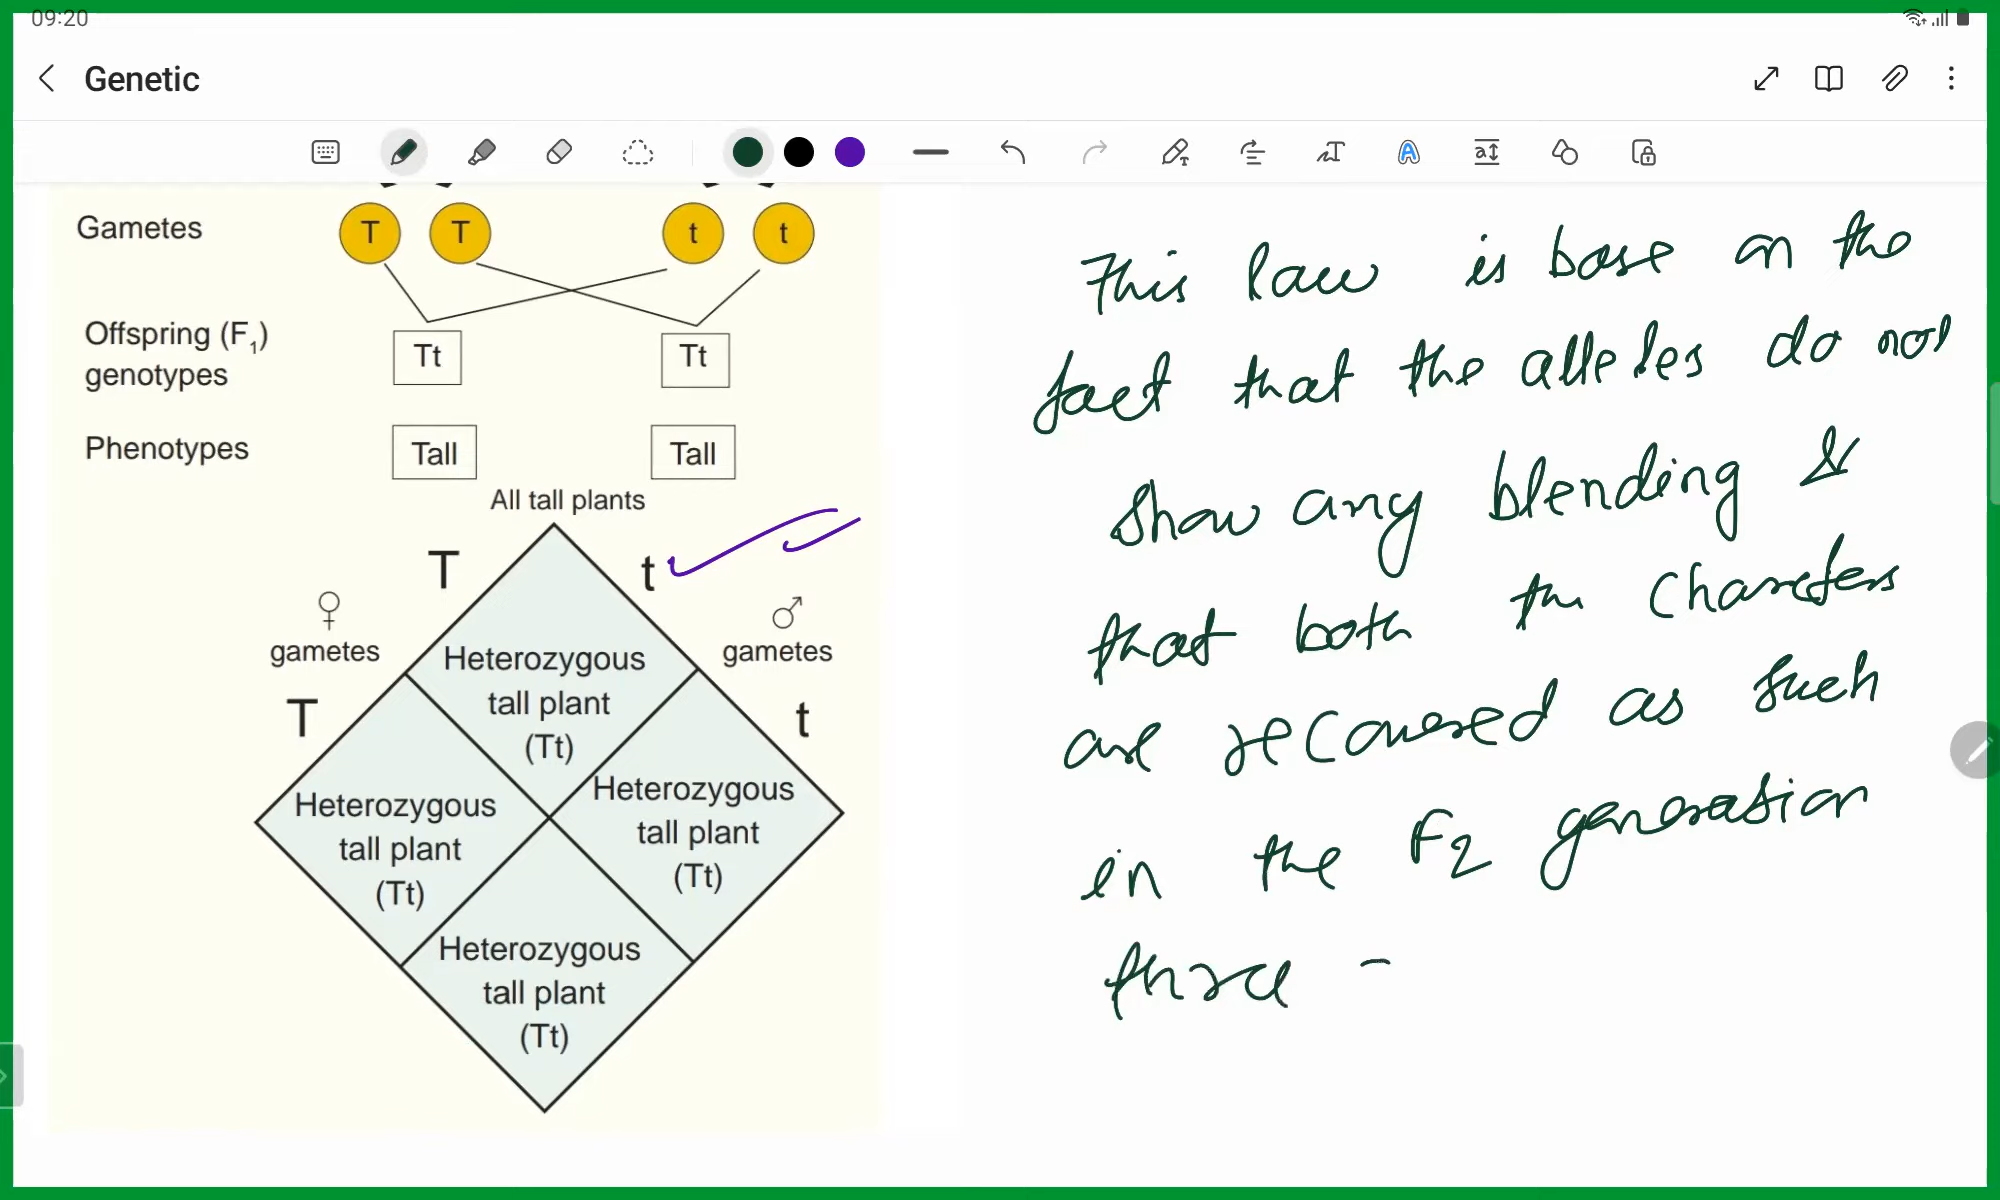 09:20
Genetic
Gametes
T T t t
Offspring (F1)
genotypes
Tt Tt
Phenotypes
Tall Tall
All tall plants
T t
♀ ♂
gametes gametes
T t
Heterozygous
tall plant
(Tt)
Heterozygous
tall plant
(Tt)
Heterozygous
tall plant
(Tt)
Heterozygous
tall plant
(Tt)
This law is base on the
fact that the alleles do not
show any blending &
that both the Characters
are recovered as such
in the F2 generation